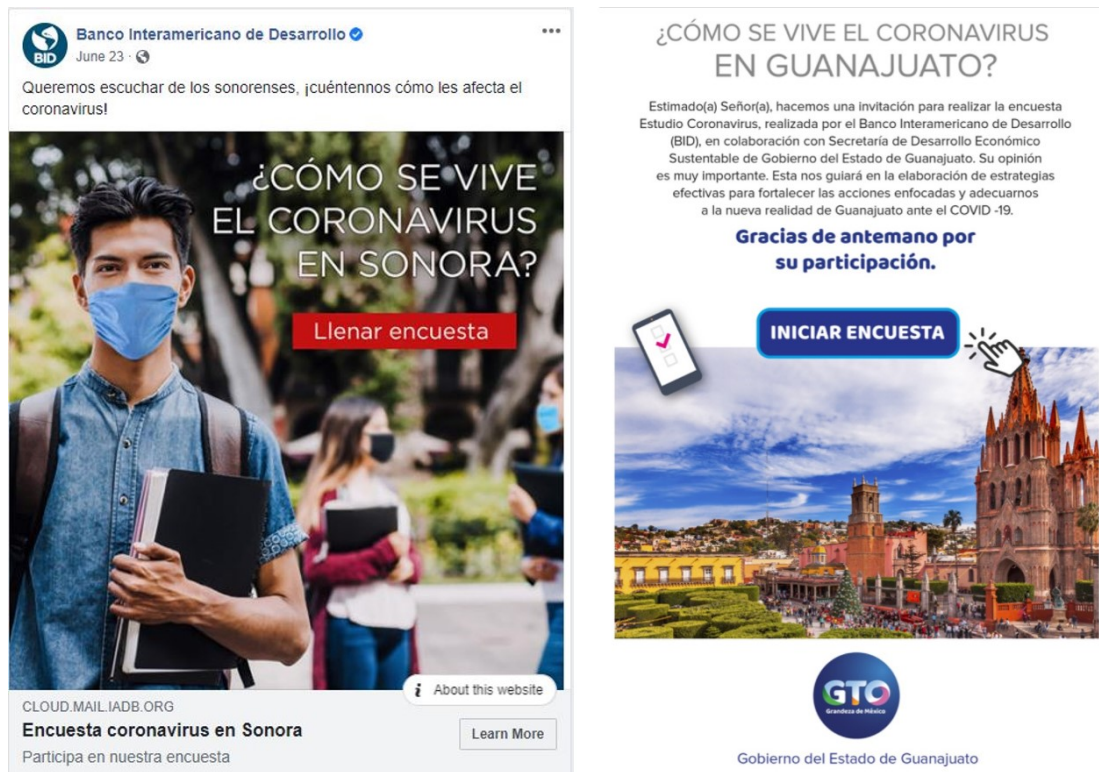 Banco Interamericano de Desarrollo
June 23
BID
Queremos escuchar de los sonorenses, ¡cuéntennos cómo les afecta el
coronavirus!
¿CÓMO SE VIVE
EL CORONAVIRUS
EN SONORA?
Llenar encuesta
About this website
CLOUD.MAIL.IADB.ORG
Encuesta coronavirus en Sonora
Participa en nuestra encuesta
Learn More
¿CÓMO SE VIVE EL CORONAVIRUS
EN GUANAJUATO?
Estimado(a) Señor(a), hacemos una invitación para realizar la encuesta
Estudio Coronavirus, realizada por el Banco Interamericano de Desarrollo
(BID), en colaboración con Secretaría de Desarrollo Económico
Sustentable de Gobierno del Estado de Guanajuato. Su opinión
es muy importante. Esta nos guiará en la elaboración de estrategias
efectivas para fortalecer las acciones enfocadas y adecuarnos
a la nueva realidad de Guanajuato ante el COVID -19.
Gracias de antemano por
su participación.
INICIAR ENCUESTA
GTO
Grandeza de México
Gobierno del Estado de Guanajuato